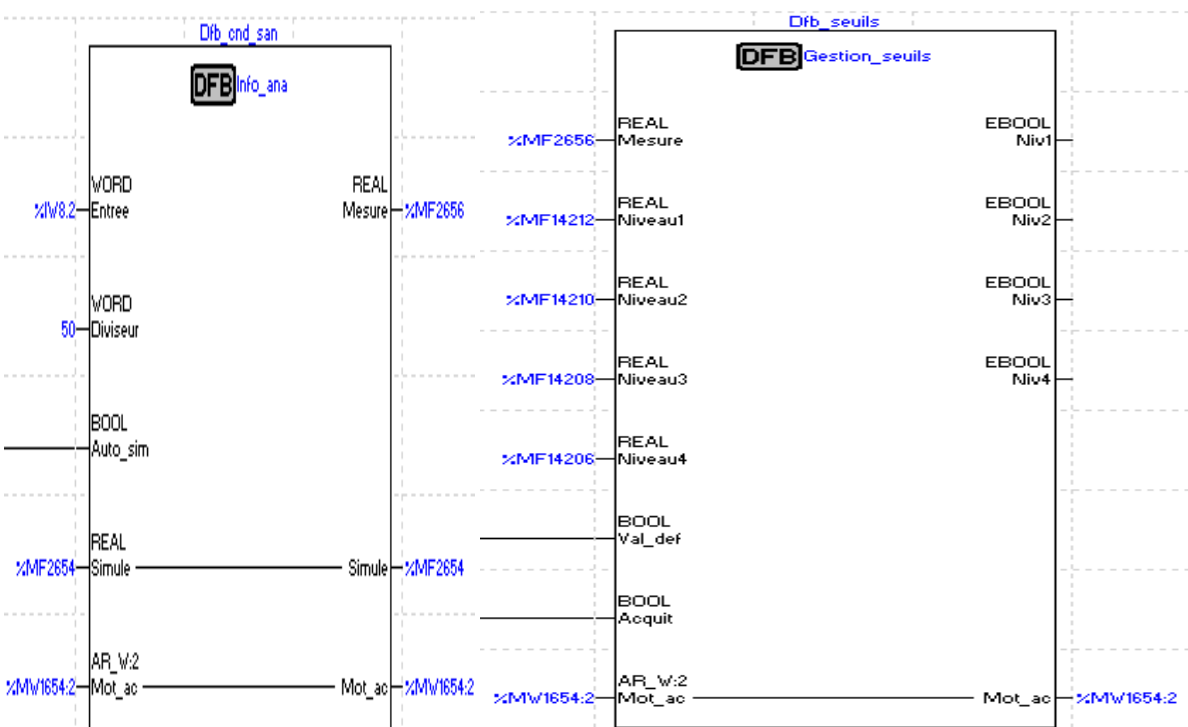 Dfb_cnd_san
DFB Info_ana
WORD REAL
%IW8.2 Entree Mesure %MF2656
WORD
50 Diviseur
BOOL
Auto_sim
REAL
%MF2654 Simule Simule %MF2654
AR_W:2
%MW1654:2 Mot_ac Mot_ac %MW1654:2
Dfb_seuils
DFB Gestion_seuils
REAL EBOOL
%MF2656 Mesure Niv1
REAL EBOOL
%MF14212 Niveau1 Niv2
REAL EBOOL
%MF14210 Niveau2 Niv3
REAL EBOOL
%MF14208 Niveau3 Niv4
REAL
%MF14206 Niveau4
BOOL
Val_def
BOOL
Acquit
AR_W:2
%MW1654:2 Mot_ac Mot_ac %MW1654:2